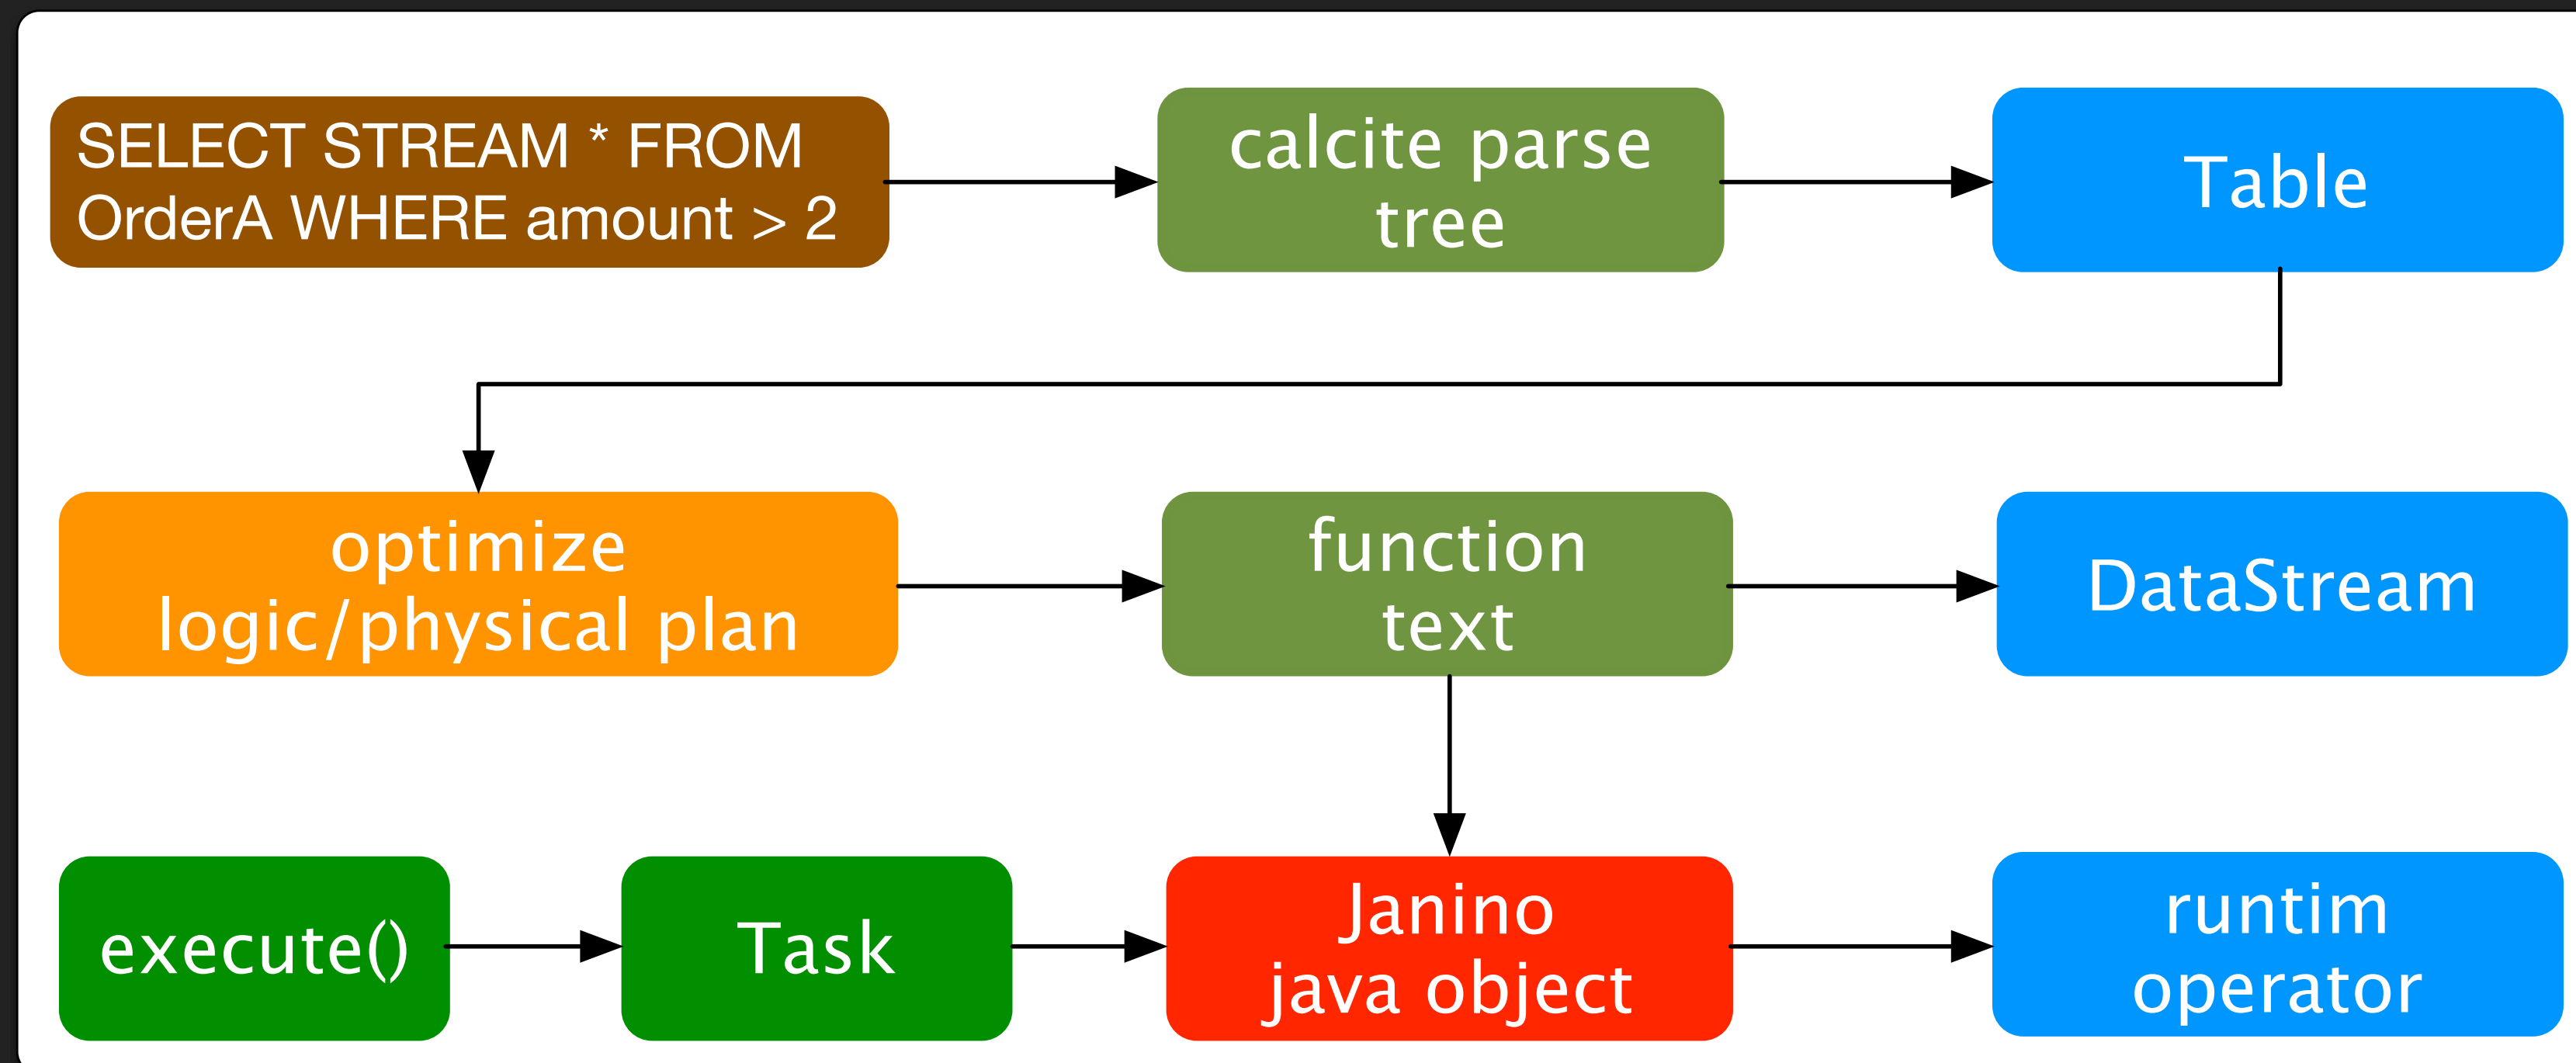 SELECT STREAM * FROM
OrderA WHERE amount > 2
calcite parse
tree
Table
optimize
logic/physical plan
function
text
DataStream
execute()
Task
Janino
java object
runtim
operator